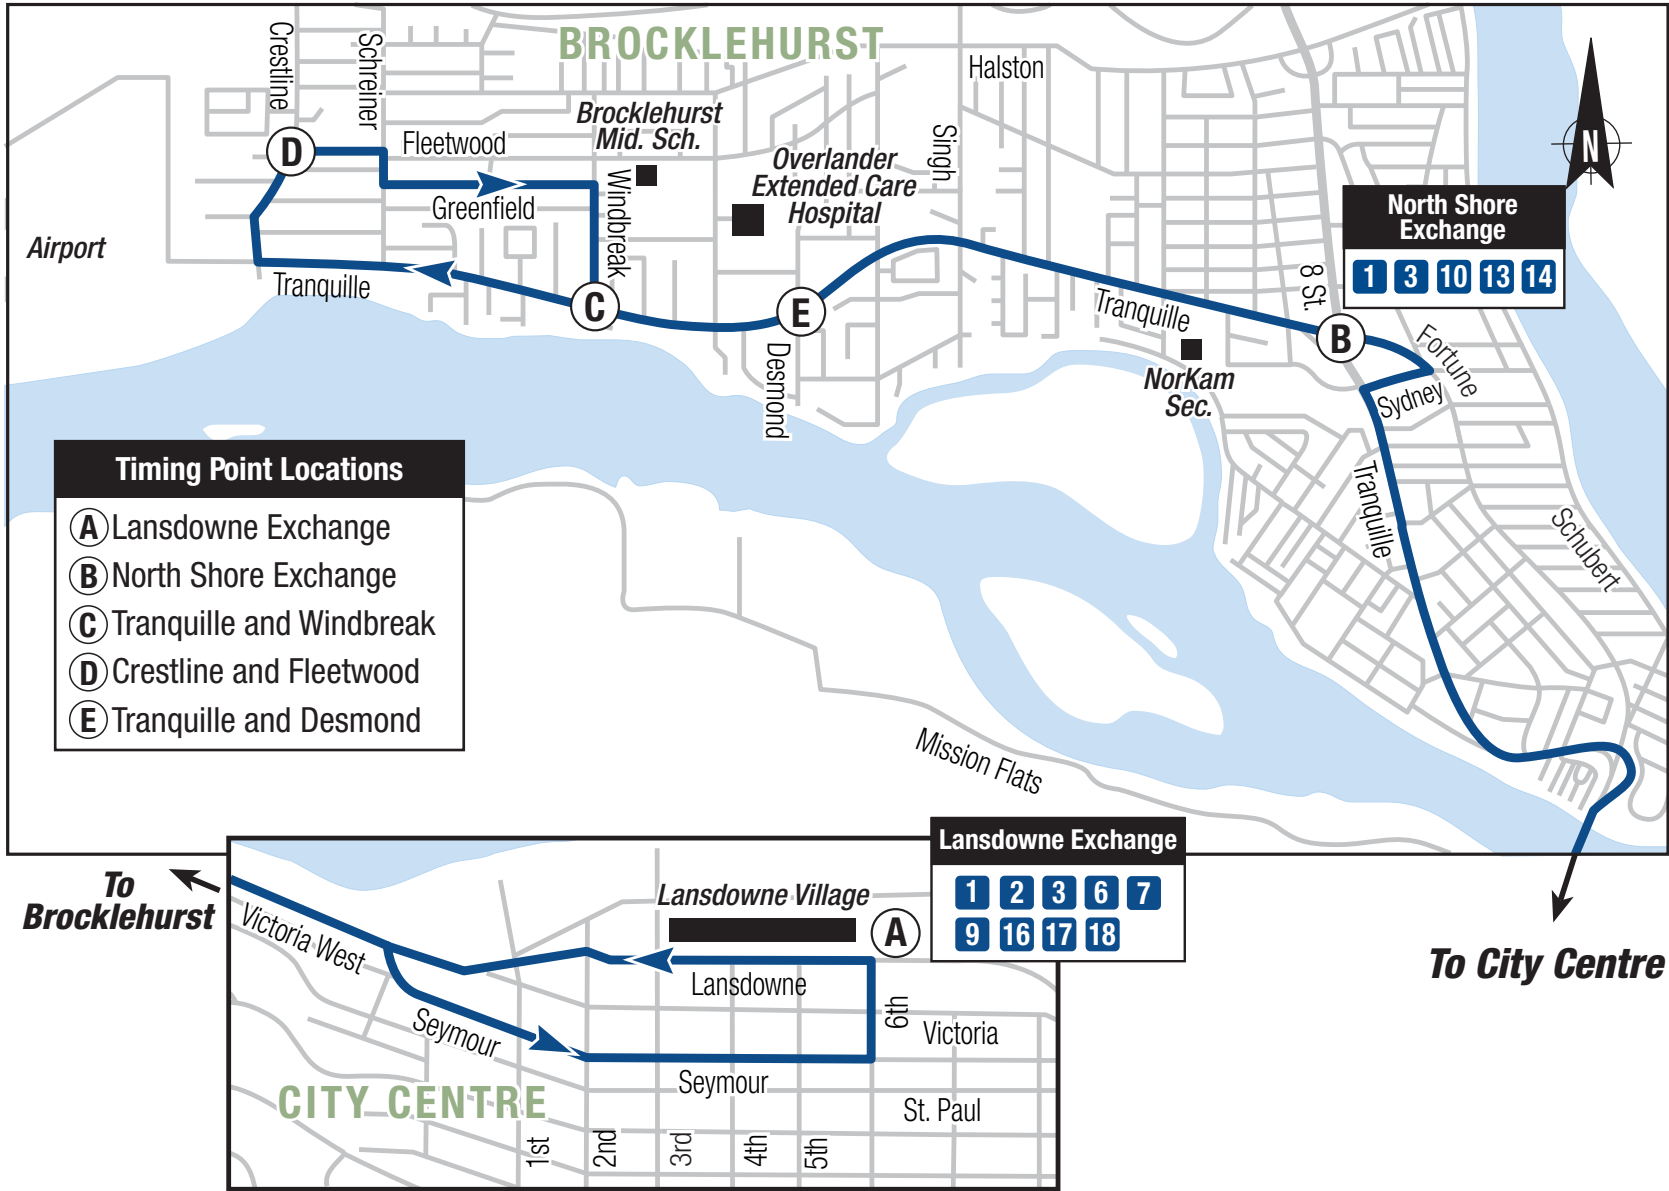 BROCKLEHURST
Crestline
Schreiner
Halston
Brocklehurst
Mid. Sch.
Fleetwood
D
Overlander
Extended Care
Hospital
Singh
N
Windbreak
Greenfield
North Shore
Exchange
1 3 10 13 14
Airport
Tranquille
C
E
Tranquille
8 St.
B
Fortune
Desmond
NorKam
Sec.
Sydney
Timing Point Locations
A Lansdowne Exchange
B North Shore Exchange
C Tranquille and Windbreak
D Crestline and Fleetwood
E Tranquille and Desmond
Tranquille
Schubert
Mission Flats
Lansdowne Exchange
1 2 3 6 7
9 16 17 18
To
Brocklehurst
Lansdowne Village
A
Victoria West
To City Centre
Lansdowne
6th
Victoria
Seymour
Seymour
CITY CENTRE
St. Paul
1st
2nd
3rd
4th
5th